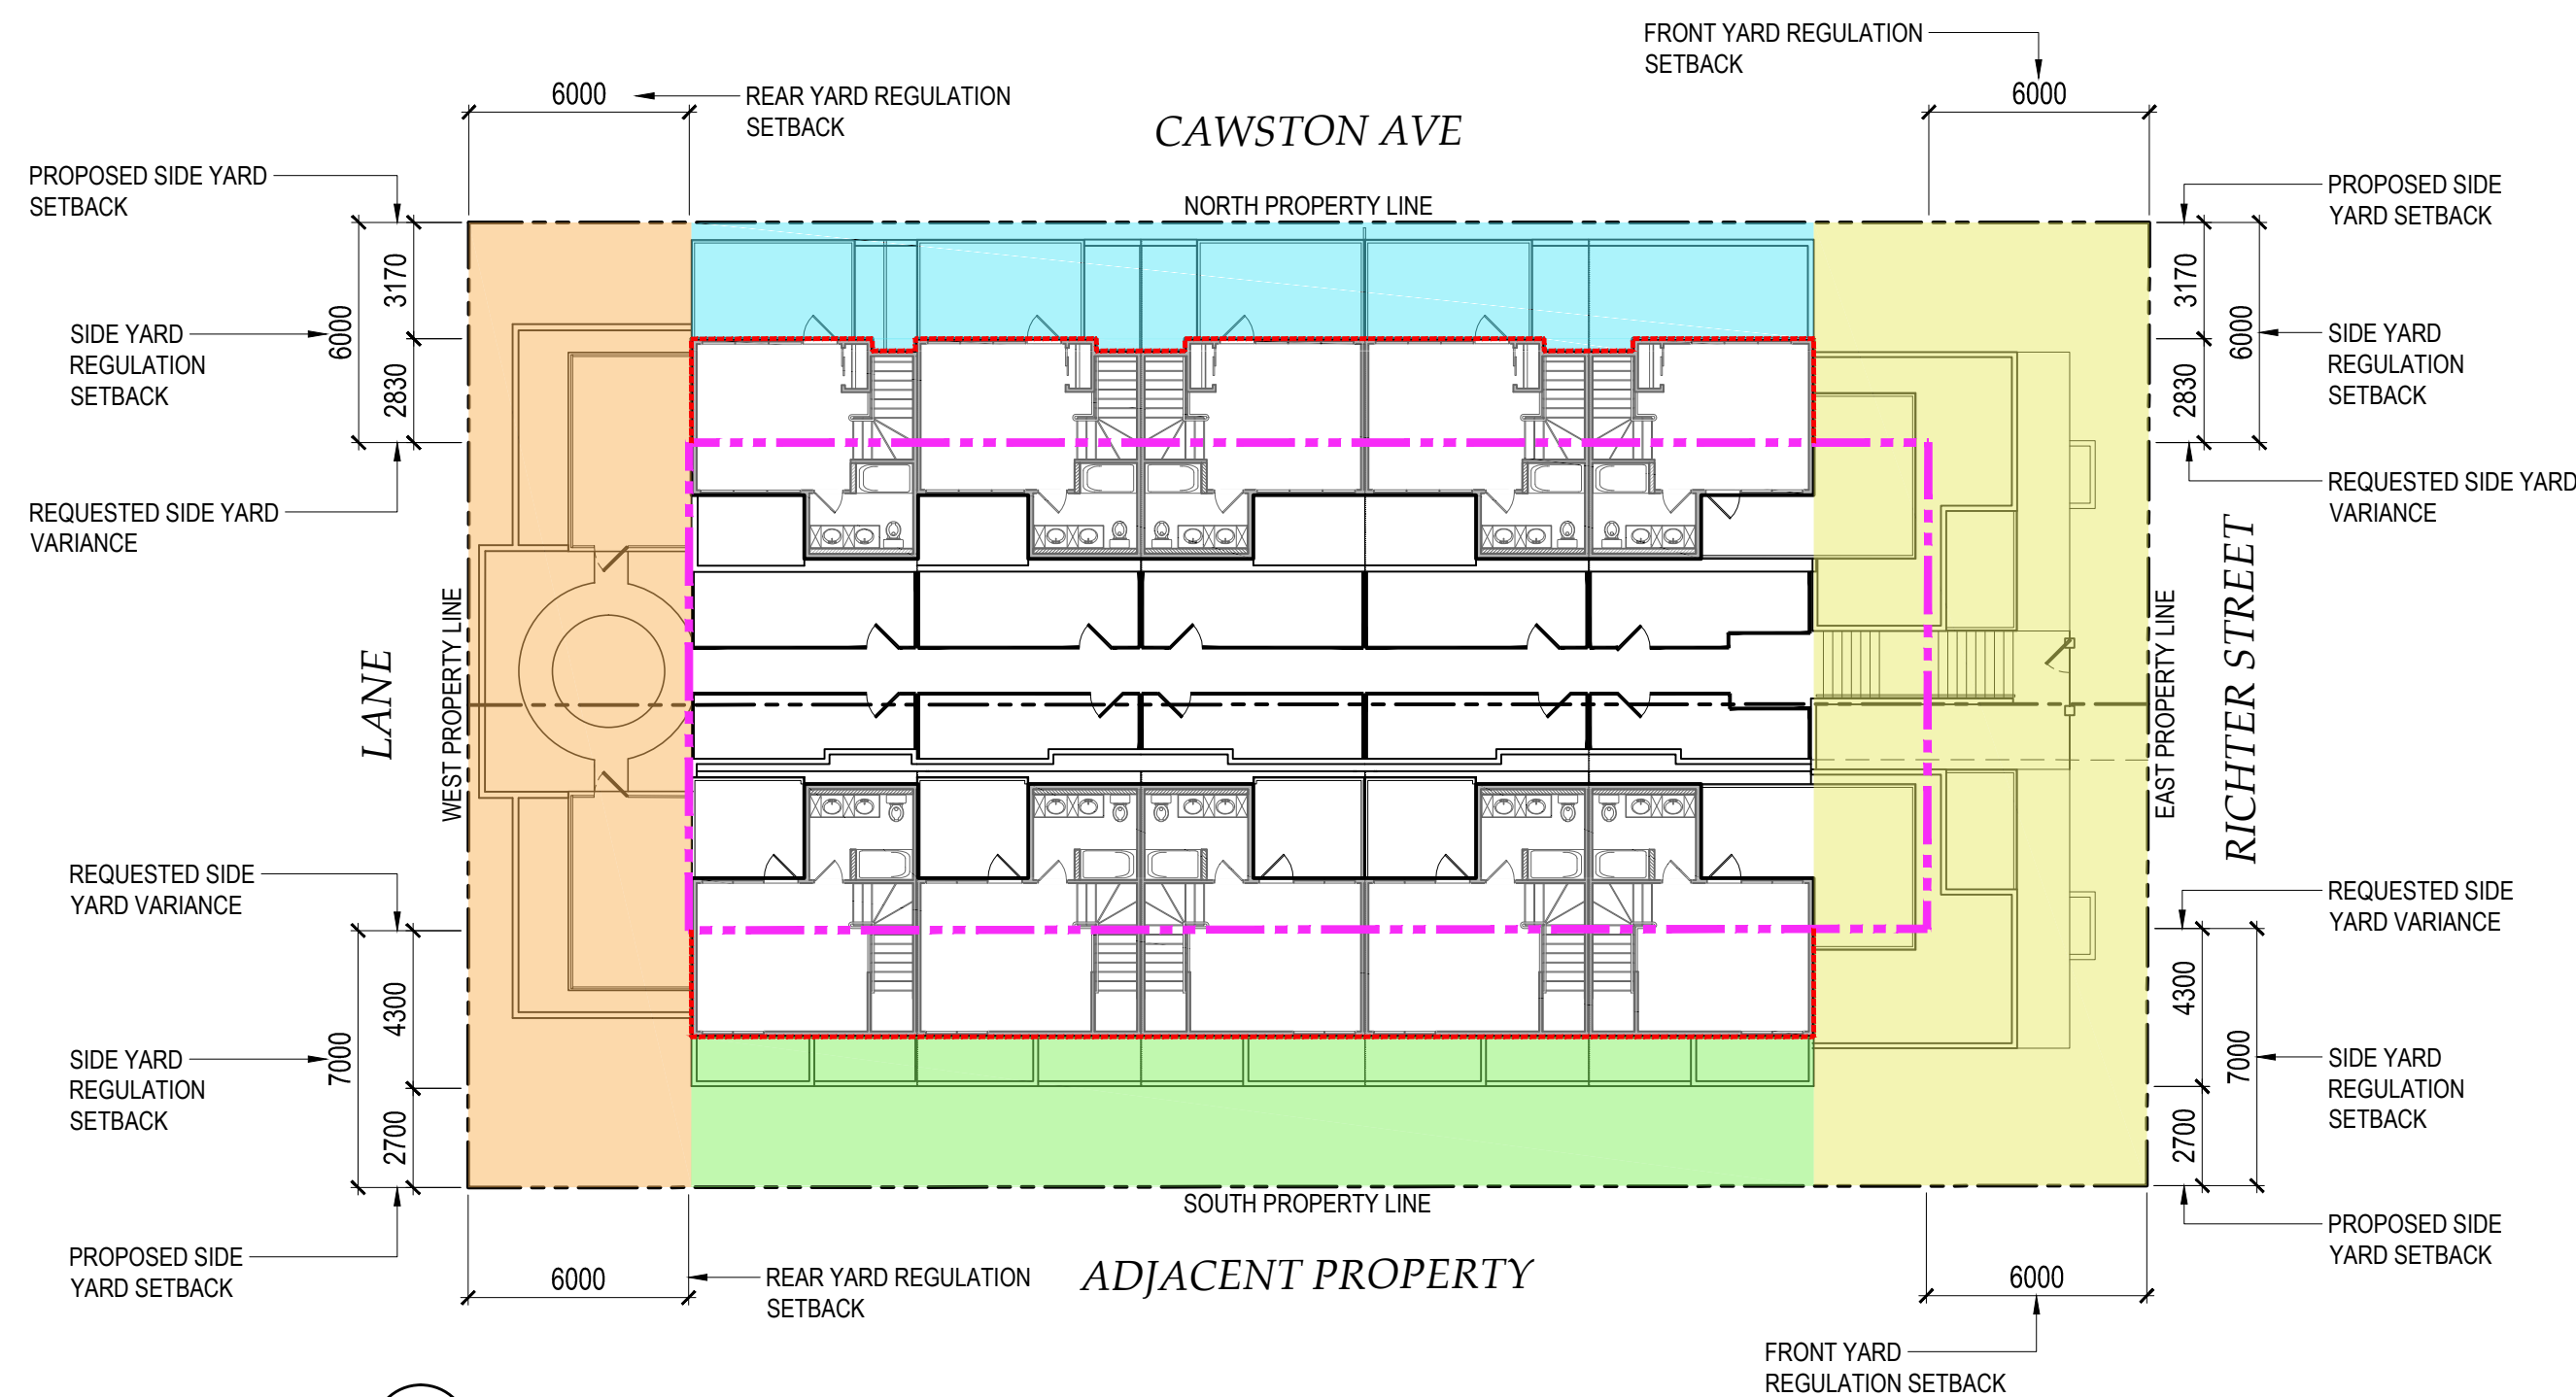 FRONT YARD REGULATION
SETBACK
6000
REAR YARD REGULATION
SETBACK
6000
CAWSTON AVE
PROPOSED SIDE YARD
SETBACK
PROPOSED SIDE
YARD SETBACK
NORTH PROPERTY LINE
3170
6000
2830
SIDE YARD
REGULATION
SETBACK
3170
6000
2830
SIDE YARD
REGULATION
SETBACK
REQUESTED SIDE YARD
VARIANCE
REQUESTED SIDE YARD
VARIANCE
LANE
WEST PROPERTY LINE
EAST PROPERTY LINE
RICHTER STREET
REQUESTED SIDE
YARD VARIANCE
REQUESTED SIDE
YARD VARIANCE
4300
7000
2700
SIDE YARD
REGULATION
SETBACK
4300
7000
2700
SIDE YARD
REGULATION
SETBACK
SOUTH PROPERTY LINE
PROPOSED SIDE
YARD SETBACK
PROPOSED SIDE
YARD SETBACK
6000
REAR YARD REGULATION
SETBACK
ADJACENT PROPERTY
6000
FRONT YARD
REGULATION SETBACK